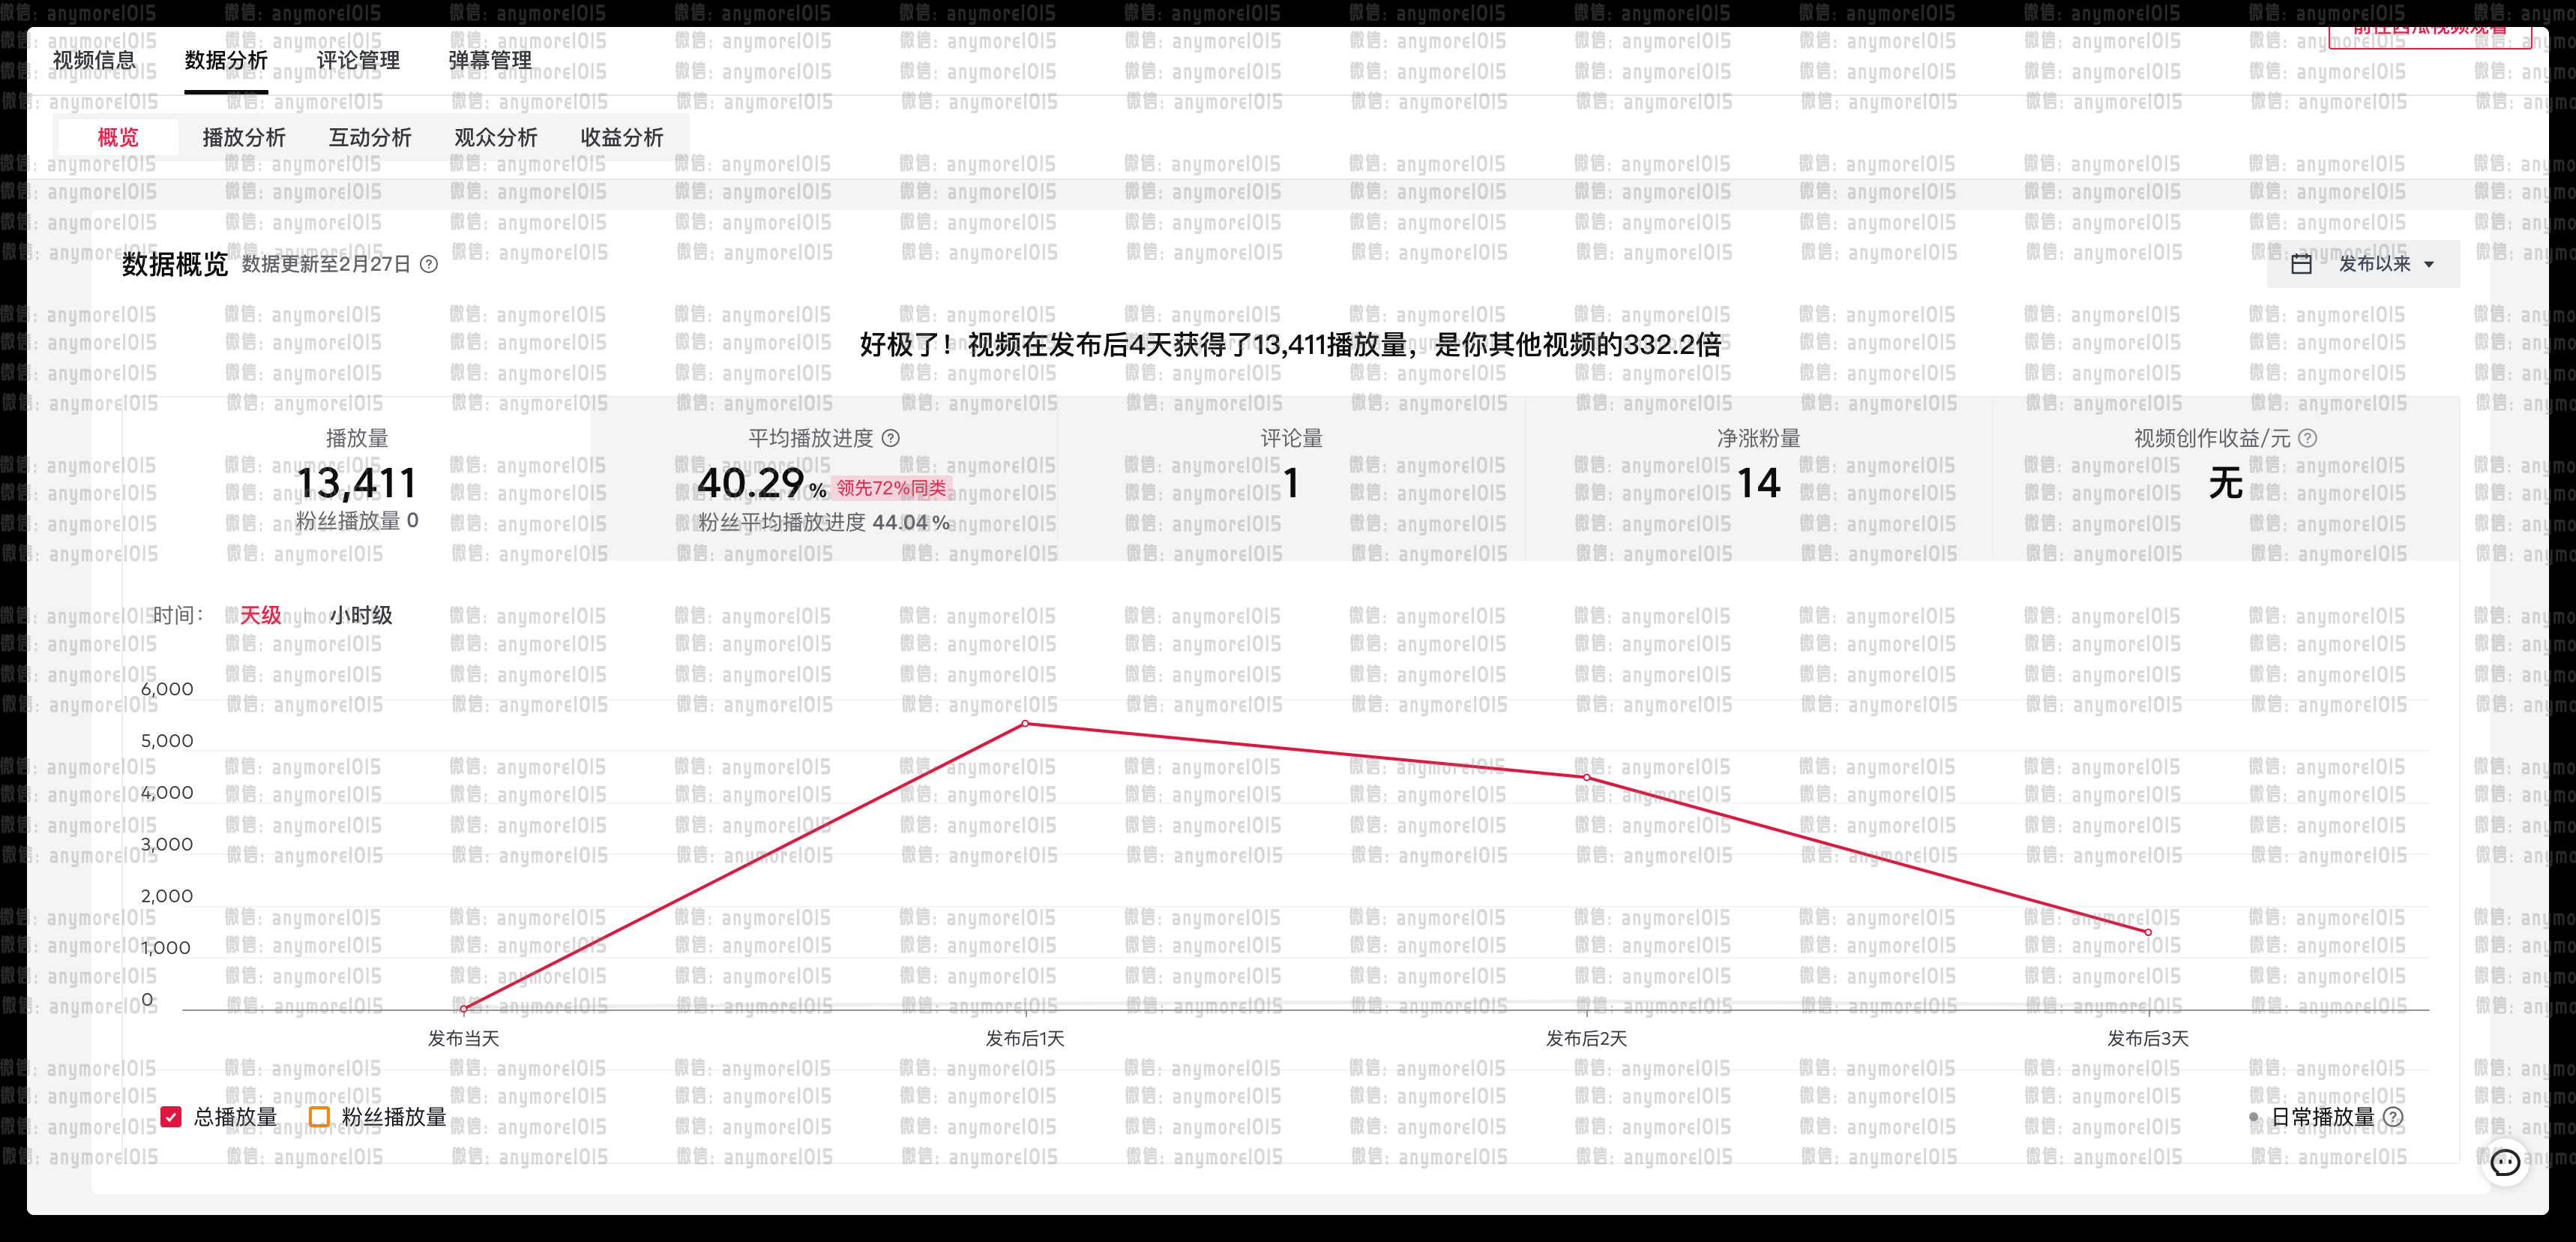 前往西瓜视频观看
视频信息 数据分析 评论管理 弹幕管理
概览 播放分析 互动分析 观众分析 收益分析
数据概览 数据更新至2月27日
发布以来
好极了！视频在发布后4天获得了13,411播放量，是你其他视频的332.2倍
播放量
13,411
粉丝播放量 0
平均播放进度
40.29% 领先72%同类
粉丝平均播放进度 44.04%
评论量
1
净涨粉量
14
视频创作收益/元
无
时间： 天级 小时级
6,000
5,000
4,000
3,000
2,000
1,000
0
发布当天 发布后1天 发布后2天 发布后3天
总播放量 粉丝播放量
日常播放量
微信: anymore1015